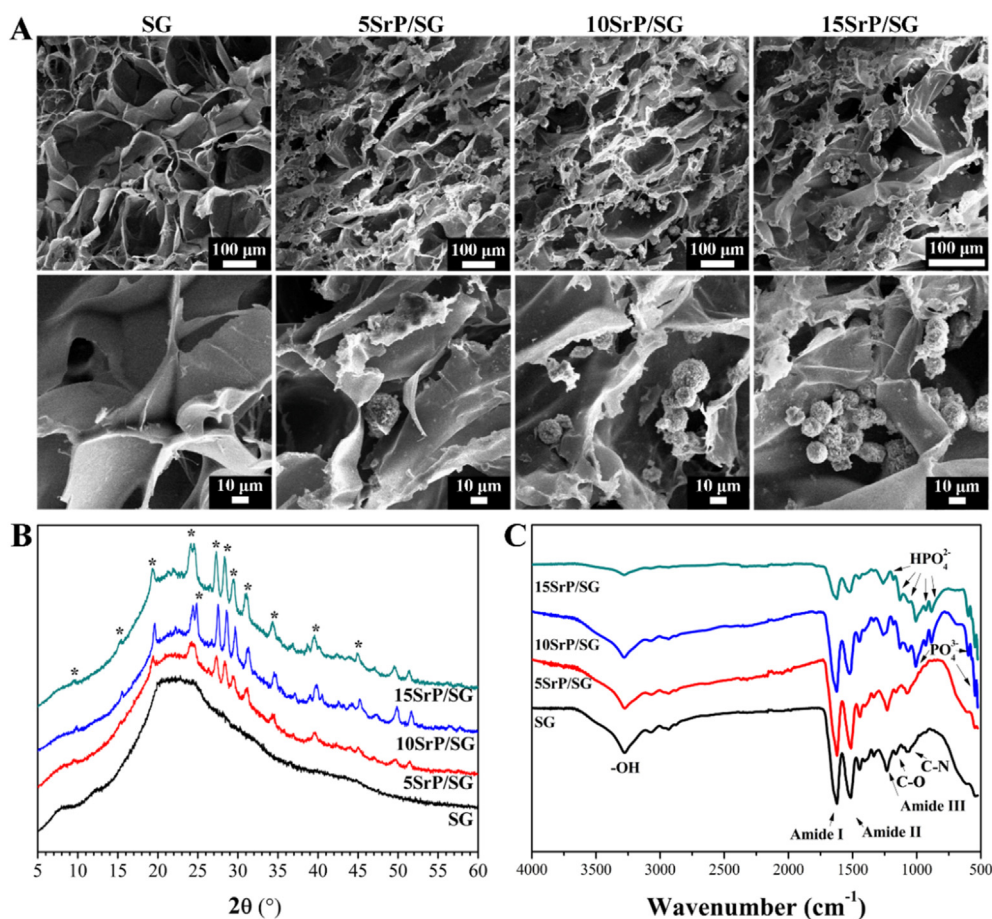 A
SG
5SrP/SG
10SrP/SG
15SrP/SG
100 μm
100 μm
100 μm
100 μm
10 μm
10 μm
10 μm
10 μm
B
* * * * * * * * * * * *
15SrP/SG
10SrP/SG
5SrP/SG
SG
5 10 15 20 25 30 35 40 45 50 55 60
2θ (°)
C
HPO₄²⁻
15SrP/SG
10SrP/SG
PO₄³⁻
5SrP/SG
SG
-OH
C-N
C-O
Amide III
Amide I
Amide II
4000 3500 3000 2500 2000 1500 1000 500
Wavenumber (cm⁻¹)